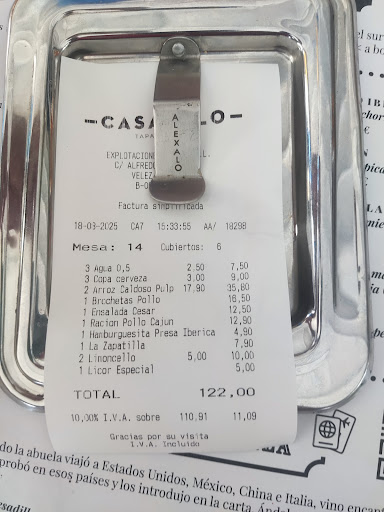 CASA LO
TAPA
ALEXALO
EXPLOTACIONE L.
C/ ALFREDO
VELEZ
B-0
Factura simplificada
18-09-2025 CA7 15:33:55 AA/ 18298
Mesa: 14 Cubiertos: 6
3 Agua 0,5 2,50 7,50
3 Copa cerveza 3,00 9,00
2 Arroz Caldoso Pulp 17,90 35,80
1 Brochetas Pollo 16,50
1 Ensalada Cesar 12,50
1 Racion Pollo Cajun 12,90
1 Hamburguesita Presa Iberica 4,90
1 La Zapatilla 7,90
2 Limoncello 5,00 10,00
1 Licor Especial 5,00
TOTAL 122,00
10,00% I.V.A. sobre 110,91 11,09
Gracias por su visita
I.V.A. Incluido
do la abuela viajó a Estados Unidos, México, China e Italia, vino encant
probó en esos países y los introdujo en la carta.